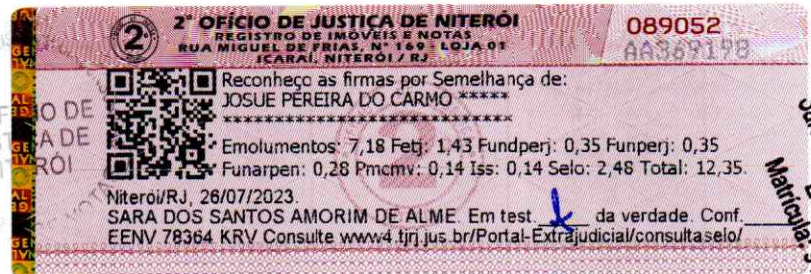 2º OFÍCIO DE JUSTIÇA DE NITERÓI
REGISTRO DE IMÓVEIS E NOTAS
RUA MIGUEL DE FRIAS, Nº 169 - LOJA 01
ICARAÍ, NITERÓI / RJ
089052
AA369198
Reconheço as firmas por Semelhança de:
JOSUE PEREIRA DO CARMO *****
****************************
Emolumentos: 7,18 Fetj: 1,43 Fundperj: 0,35 Funperj: 0,35
Funarpen: 0,28 Pmcmv: 0,14 Iss: 0,14 Selo: 2,48 Total: 12,35.
Niterói/RJ, 26/07/2023.
SARA DOS SANTOS AMORIM DE ALME Em test.____ da verdade. Conf.____
EENV 78364 KRV Consulte www4.tjrj.jus.br/Portal-Extrajudicial/consultaselo/
Matrícula